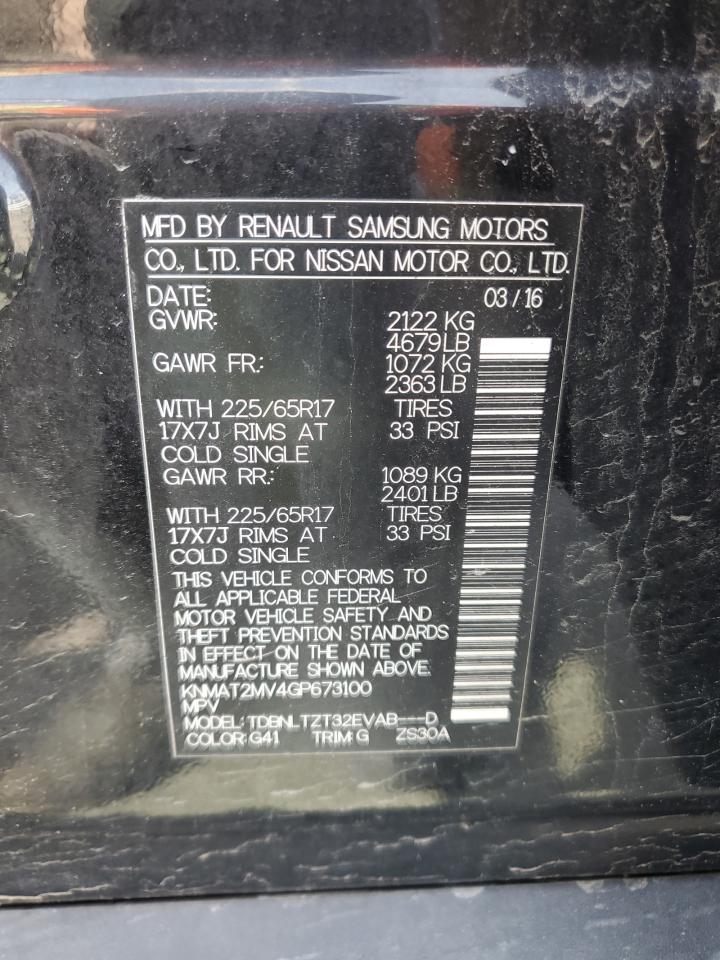 MFD BY RENAULT SAMSUNG MOTORS
CO., LTD. FOR NISSAN MOTOR CO., LTD.
DATE: 03/16
GVWR: 2122 KG
4679 LB
GAWR FR.: 1072 KG
2363 LB
WITH 225/65R17 TIRES
17X7J RIMS AT 33 PSI
COLD SINGLE
GAWR RR.: 1089 KG
2401 LB
WITH 225/65R17 TIRES
17X7J RIMS AT 33 PSI
COLD SINGLE
THIS VEHICLE CONFORMS TO
ALL APPLICABLE FEDERAL
MOTOR VEHICLE SAFETY AND
THEFT PREVENTION STANDARDS
IN EFFECT ON THE DATE OF
MANUFACTURE SHOWN ABOVE.
KNMAT2MV4GP673100
MPV
MODEL: TDBNLTZT32EVAB---D
COLOR: G41 TRIM: G ZS30A